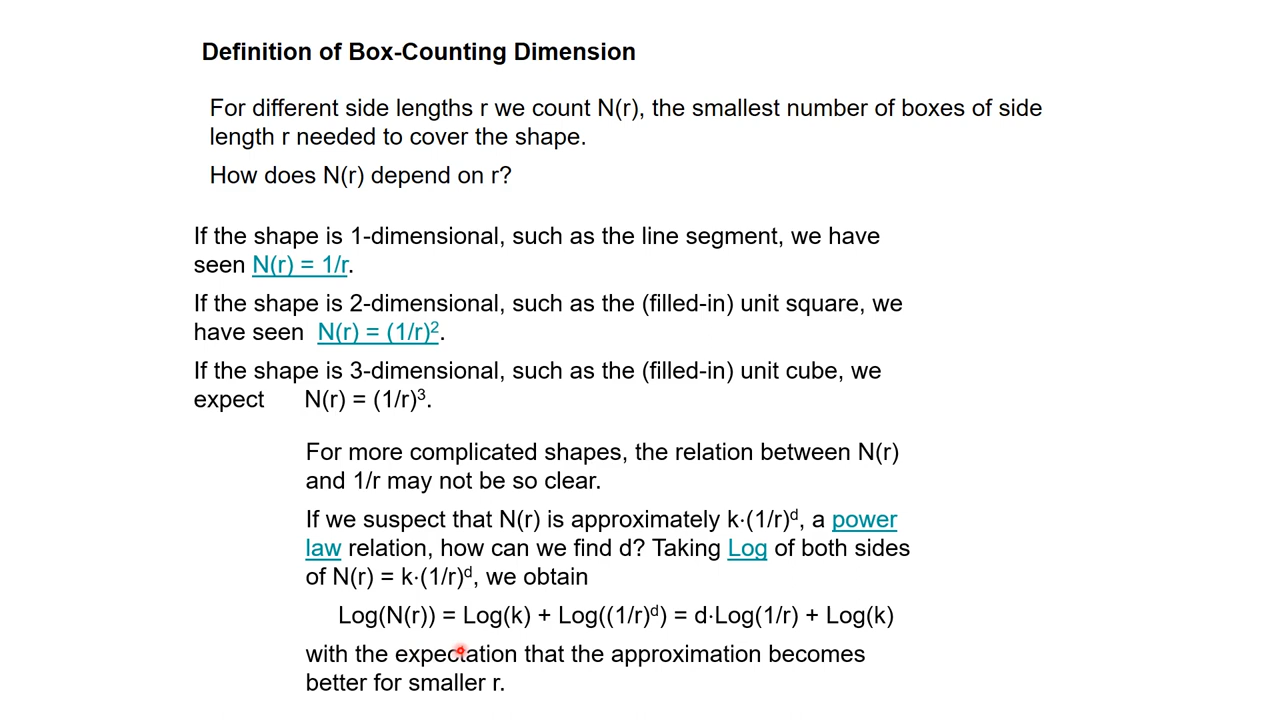 Definition of Box-Counting Dimension
For different side lengths r we count N(r), the smallest number of boxes of side
length r needed to cover the shape.
How does N(r) depend on r?
If the shape is 1-dimensional, such as the line segment, we have
seen N(r) = 1/r.
If the shape is 2-dimensional, such as the (filled-in) unit square, we
have seen N(r) = (1/r)².
If the shape is 3-dimensional, such as the (filled-in) unit cube, we
expect N(r) = (1/r)³.
For more complicated shapes, the relation between N(r)
and 1/r may not be so clear.
If we suspect that N(r) is approximately k·(1/r)ᵈ, a power
law relation, how can we find d? Taking Log of both sides
of N(r) = k·(1/r)ᵈ, we obtain
Log(N(r)) = Log(k) + Log((1/r)ᵈ) = d·Log(1/r) + Log(k)
with the expectation that the approximation becomes
better for smaller r.